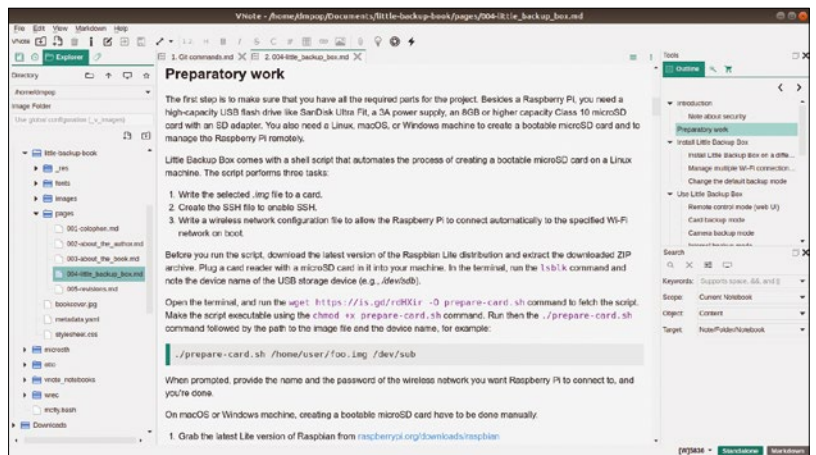 VNote - /home/dmpop/Documents/little-backup-book/pages/004-little_backup_box.md
File Edit View Markdown Help
VNote
Explorer
1. Git commands.md
2. 004-little_backup_box.md
Tools
Outline
Directory
/home/dmpop
Image Folder
Use global configuration (_v_images)
little-backup-book
_res
fonts
images
pages
001-colophon.md
002-about_the_author.md
003-about_the_book.md
004-little_backup_box.md
005-revisions.md
bookcover.jpg
metadata.yaml
stylesheet.css
vnote_notebooks
wrec
Downloads
Preparatory work
The first step is to make sure that you have all the required parts for the project. Besides a Raspberry Pi, you need a
high-capacity USB flash drive like SanDisk Ultra Fit, a 3A power supply, an 8GB or higher capacity Class 10 microSD
card with an SD adapter. You also need a Linux, macOS, or Windows machine to create a bootable microSD card and to
manage the Raspberry Pi remotely.
Little Backup Box comes with a shell script that automates the process of creating a bootable microSD card on a Linux
machine. The script performs three tasks:
1. Write the selected .img file to a card.
2. Create the SSH file to enable SSH.
3. Write a wireless network configuration file to allow the Raspberry Pi to connect automatically to the specified Wi-Fi
network on boot.
Before you run the script, download the latest version of the Raspbian Lite distribution and extract the downloaded ZIP
archive. Plug a card reader with a microSD card in it into your machine. In the terminal, run the lsblk command and
note the device name of the USB storage device (e.g., /dev/sdb).
Open the terminal, and run the wget https://is.gd/rdHXir -O prepare-card.sh command to fetch the script.
Make the script executable using the chmod +x prepare-card.sh command. Run then the ./prepare-card.sh
command followed by the path to the image file and the device name, for example:
./prepare-card.sh /home/user/foo.img /dev/sdb
When prompted, provide the name and the password of the wireless network you want Raspberry Pi to connect to, and
you're done.
On macOS or Windows machine, creating a bootable microSD card have to be done manually.
1. Grab the latest Lite version of Raspbian from raspberrypi.org/downloads/raspbian
Introduction
Note about security
Preparatory work
Install Little Backup Box
Install Little Backup Box on a diffe...
Manage multiple Wi-Fi connection...
Change the default backup mode
Use Little Backup Box
Remote control mode (web UI)
Card backup mode
Camera backup mode
Internal backup mode
Search
Keywords: Supports space, &&, and ||
Scope: Current Notebook
Object: Content
Target: Note/Folder/Notebook
[W]5836 Standalone Markdown